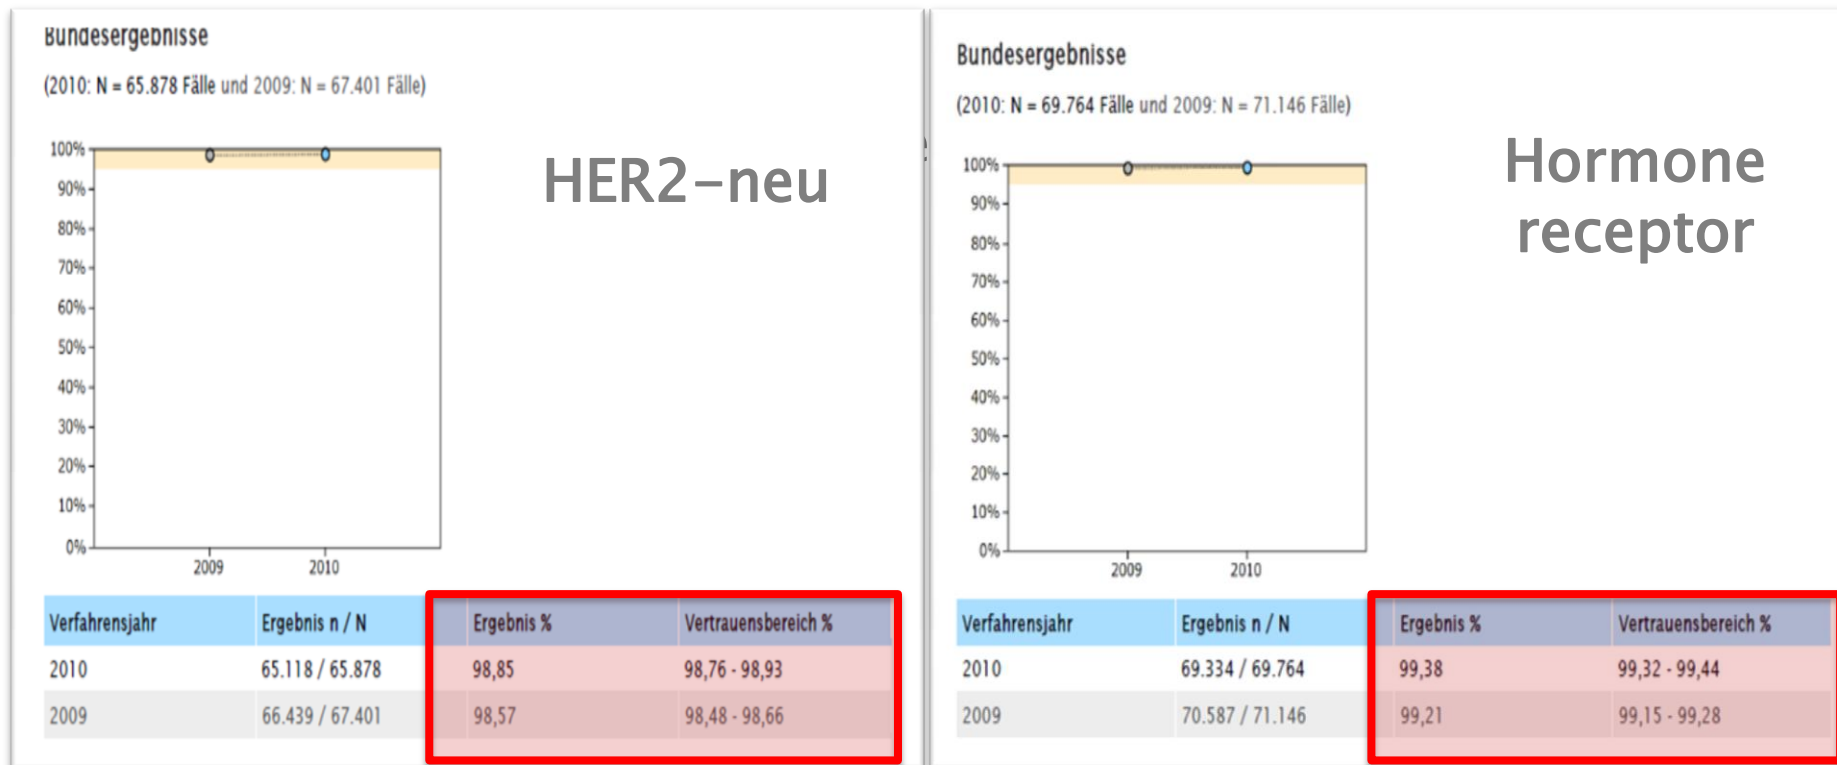 Bundesergebnisse
(2010: N = 65.878 Fälle und 2009: N = 67.401 Fälle)
HER2-neu
100%
90%
80%
70%
60%
50%
40%
30%
20%
10%
0%
2009 2010
Verfahrensjahr Ergebnis n / N Ergebnis % Vertrauensbereich %
2010 65.118 / 65.878 98,85 98,76 - 98,93
2009 66.439 / 67.401 98,57 98,48 - 98,66
Bundesergebnisse
(2010: N = 69.764 Fälle und 2009: N = 71.146 Fälle)
Hormone
receptor
100%
90%
80%
70%
60%
50%
40%
30%
20%
10%
0%
2009 2010
Verfahrensjahr Ergebnis n / N Ergebnis % Vertrauensbereich %
2010 69.334 / 69.764 99,38 99,32 - 99,44
2009 70.587 / 71.146 99,21 99,15 - 99,28